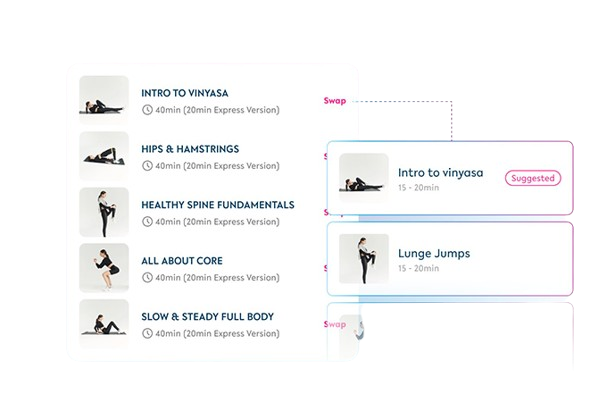 INTRO TO VINYASA
40min (20min Express Version)
Swap
HIPS & HAMSTRINGS
40min (20min Express Version)
HEALTHY SPINE FUNDAMENTALS
40min (20min Express Version)
ALL ABOUT CORE
40min (20min Express Version)
SLOW & STEADY FULL BODY
40min (20min Express Version)
Swap
Intro to vinyasa
15 - 20min
Suggested
Lunge Jumps
15 - 20min